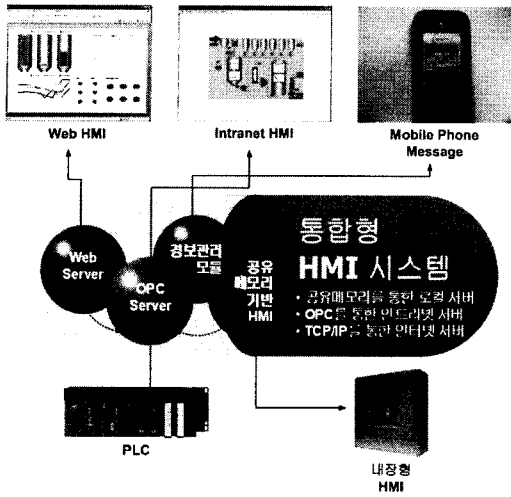 Web HMI
Intranet HMI
Mobile Phone
Message
Web
Server
OPC
Server
경보관리
모듈
공유
메모리
기반
HMI
통합형
HMI 시스템
• 공유메모리를 통한 로컬 서버
• OPC를 통한 인트라넷 서버
• TCP/IP를 통한 인터넷 서버
PLC
내장형
HMI